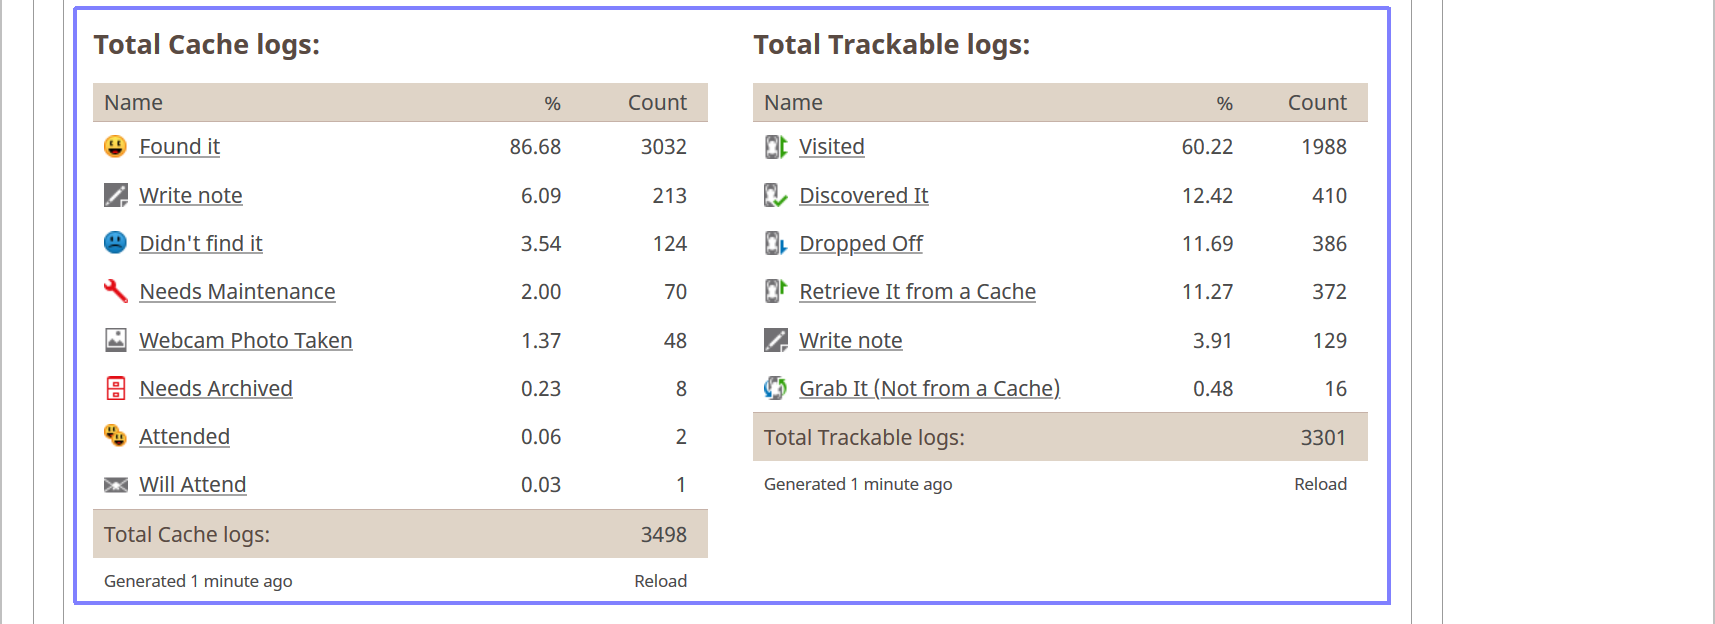 Total Cache logs:
Name % Count
Found it 86.68 3032
Write note 6.09 213
Didn't find it 3.54 124
Needs Maintenance 2.00 70
Webcam Photo Taken 1.37 48
Needs Archived 0.23 8
Attended 0.06 2
Will Attend 0.03 1
Total Cache logs: 3498
Generated 1 minute ago Reload
Total Trackable logs:
Name % Count
Visited 60.22 1988
Discovered It 12.42 410
Dropped Off 11.69 386
Retrieve It from a Cache 11.27 372
Write note 3.91 129
Grab It (Not from a Cache) 0.48 16
Total Trackable logs: 3301
Generated 1 minute ago Reload